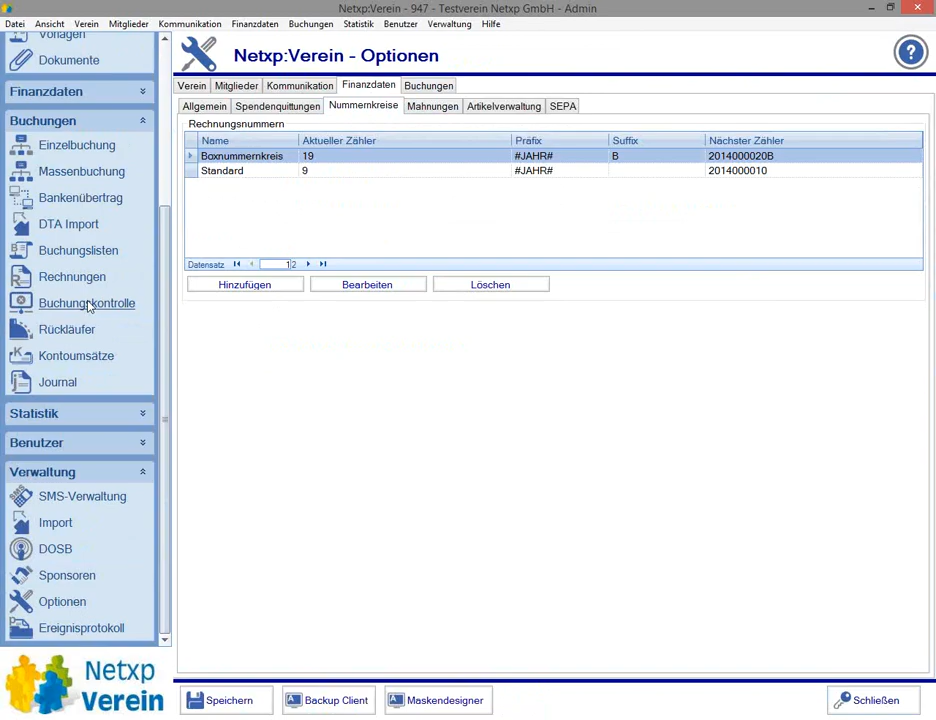 Netxp:Verein - 947 - Testverein Netxp GmbH - Admin
Datei Ansicht Verein Mitglieder Kommunikation Finanzdaten Buchungen Statistik Benutzer Verwaltung Hilfe
Vorlagen
Dokumente
Finanzdaten
Buchungen
Einzelbuchung
Massenbuchung
Bankenübertrag
DTA Import
Buchungslisten
Rechnungen
Buchungskontrolle
Rückläufer
Kontoumsätze
Journal
Statistik
Benutzer
Verwaltung
SMS-Verwaltung
Import
DOSB
Sponsoren
Optionen
Ereignisprotokoll
Netxp
Verein
Netxp:Verein - Optionen
Verein Mitglieder Kommunikation Finanzdaten Buchungen
Allgemein Spendenquittungen Nummernkreise Mahnungen Artikelverwaltung SEPA
Rechnungsnummern
Name Aktueller Zähler Präfix Suffix Nächster Zähler
Boxnummernkreis 19 #JAHR# B 2014000020B
Standard 9 #JAHR# 2014000010
Datensatz 1 2
Hinzufügen Bearbeiten Löschen
Speichern Backup Client Maskendesigner Schließen